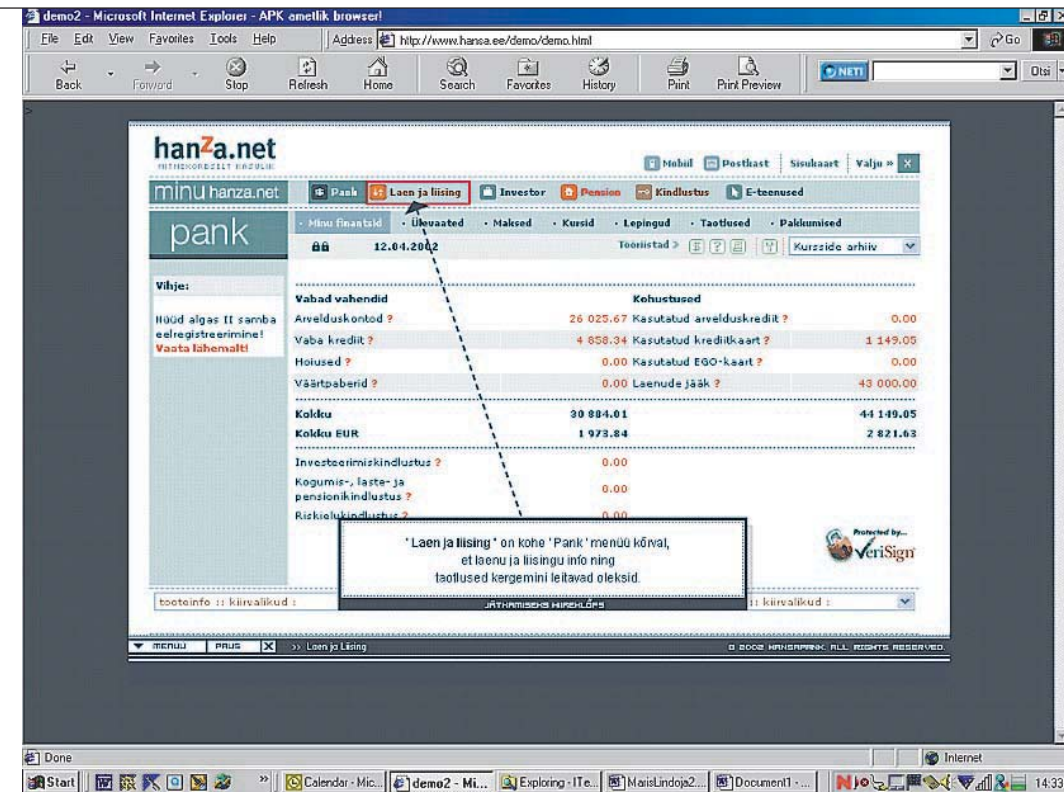 demo2 - Microsoft Internet Explorer - APK ametlik browser!
File Edit View Favorites Tools Help
Address http://www.hansa.ee/demo/demo.html Go
Back Forward Stop Refresh Home Search Favorites History Print Print Preview NETI Otsi
hanza.net
Mobiil Postkast Sisukaart Välju »
minu hanza.net Pank Laen ja liising Investor Pension Kindlustus E-teenused
pank
· Minu finantsid · Ülevaated · Maksed · Kursid · Lepingud · Taotlused · Pakkumised
12.04.2002 Tööriistad > Kursside arhiiv
Vihje:
Nüüd algas II samba
eelregistreerimine!
Vaata lähemalt!
Vabad vahendid Kohustused
Arvelduskontod ? 26 025.67 Kasutatud arvelduskrediit ? 0.00
Vaba krediit ? 4 858.34 Kasutatud krediitkaart ? 1 149.05
Hoiused ? 0.00 Kasutatud EGO-kaart ? 0.00
Väärtpaberid ? 0.00 Laenude jääk ? 43 000.00
Kokku 30 884.01 44 149.05
Kokku EUR 1 973.84 2 821.63
Investeerimiskindlustus ? 0.00
Kogumis-, laste- ja
pensionikindlustus ? 0.00
Riskielukindlustus ? 0.00
' Laen ja liising ' on kohe ' Pank ' menüü kõrval,
et laenu ja liisingu info ning
taotlused kergemini leitavad oleksid.
JÄTKAMISEKS HIIREKLÕPS
Protected by...
VeriSign
tooteinfo :: kiirvalikud : :: kiirvalikud :
MENÜÜ PAUS X >> Laen ja Liising © 2002 HANSAPANK. ALL RIGHTS RESERVED.
Done Internet
Start Calendar - Mic... demo2 - Mi... Exploring - ITe... MaisLindoja2.... Document1 - ... 14:33